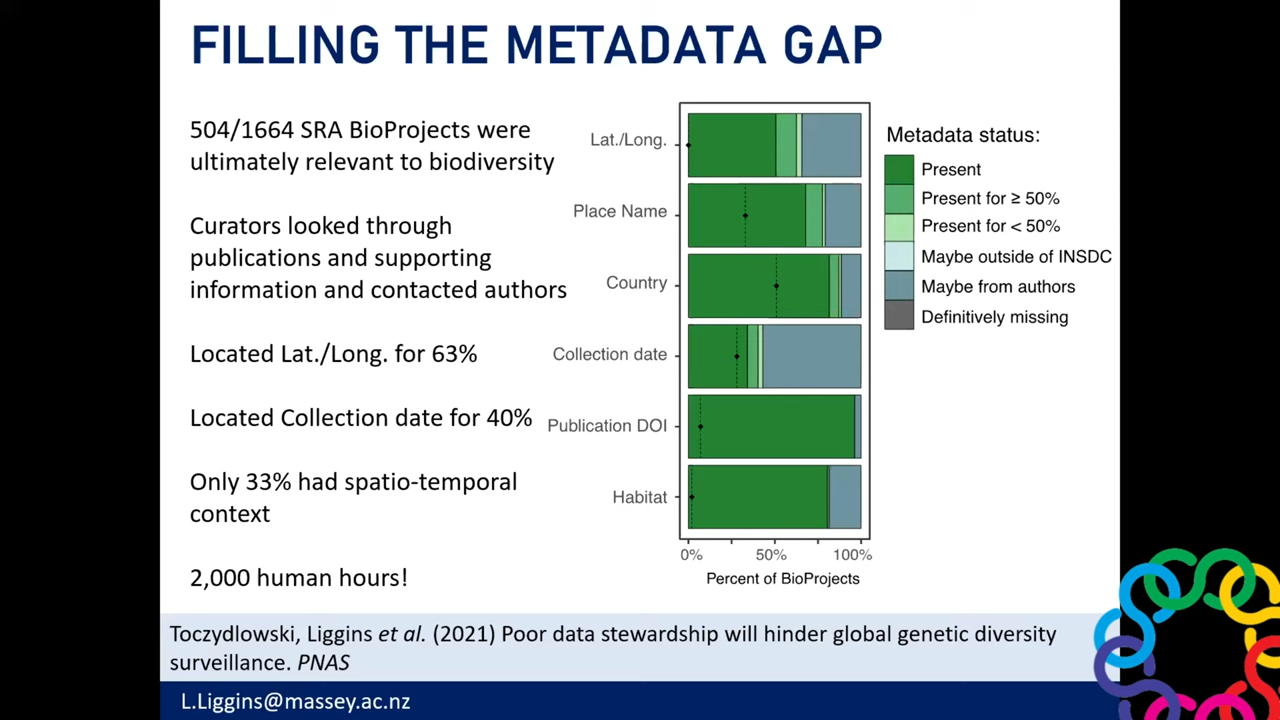 FILLING THE METADATA GAP
504/1664 SRA BioProjects were
ultimately relevant to biodiversity
Curators looked through
publications and supporting
information and contacted authors
Located Lat./Long. for 63%
Located Collection date for 40%
Only 33% had spatio-temporal
context
2,000 human hours!
Lat./Long.
Place Name
Country
Collection date
Publication DOI
Habitat
0% 50% 100%
Percent of BioProjects
Metadata status:
Present
Present for ≥ 50%
Present for < 50%
Maybe outside of INSDC
Maybe from authors
Definitively missing
Toczydlowski, Liggins et al. (2021) Poor data stewardship will hinder global genetic diversity
surveillance. PNAS
L.Liggins@massey.ac.nz